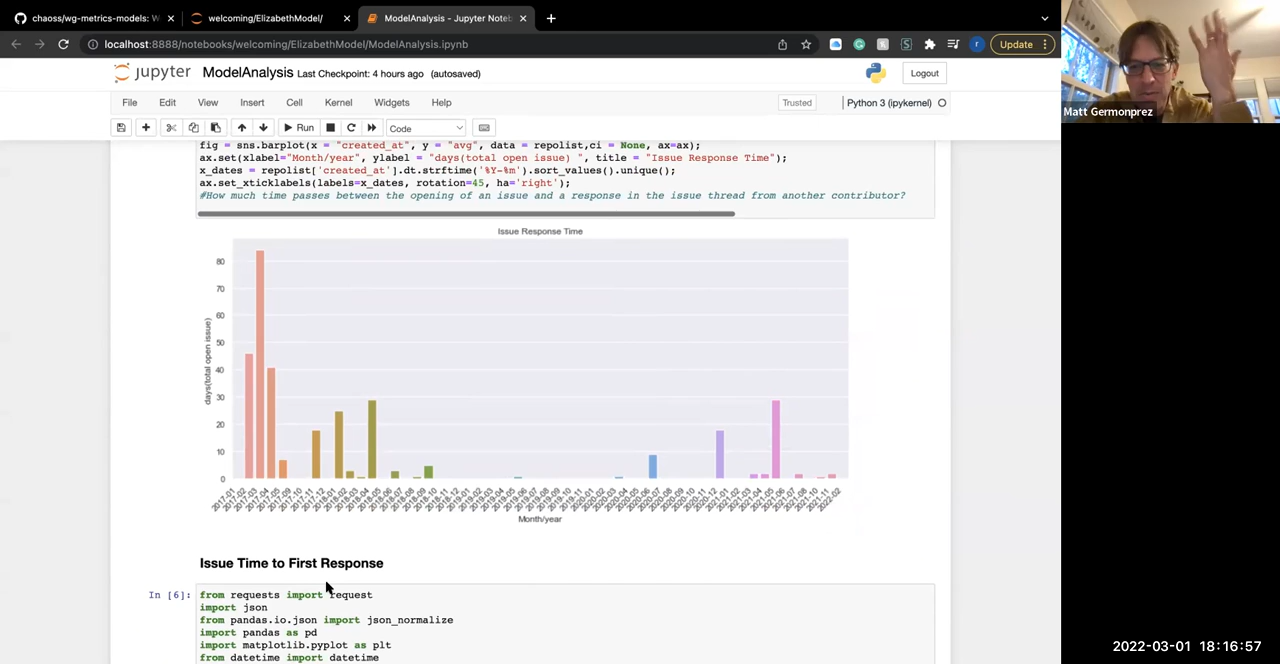 chaoss/wg-metrics-models: W
welcoming/ElizabethModel/
ModelAnalysis - Jupyter Noteb
localhost:8888/notebooks/welcoming/ElizabethModel/ModelAnalysis.ipynb
Update
jupyter ModelAnalysis Last Checkpoint: 4 hours ago (autosaved)
Logout
File Edit View Insert Cell Kernel Widgets Help
Trusted
Python 3 (ipykernel)
Run
Code
fig = sns.barplot(x = "created_at", y = "avg", data = repolist,ci = None, ax=ax);
ax.set(xlabel="Month/year", ylabel = "days(total open issue) ", title = "Issue Response Time");
x_dates = repolist['created_at'].dt.strftime('%Y-%m').sort_values().unique();
ax.set_xticklabels(labels=x_dates, rotation=45, ha='right');
#How much time passes between the opening of an issue and a response in the issue thread from another contributor?
Issue Response Time
days(total open issue)
80
70
60
50
40
30
20
10
0
Month/year
Issue Time to First Response
In [6]:
from requests import request
import json
from pandas.io.json import json_normalize
import pandas as pd
import matplotlib.pyplot as plt
from datetime import datetime
Matt Germonprez
2022-03-01 18:16:57